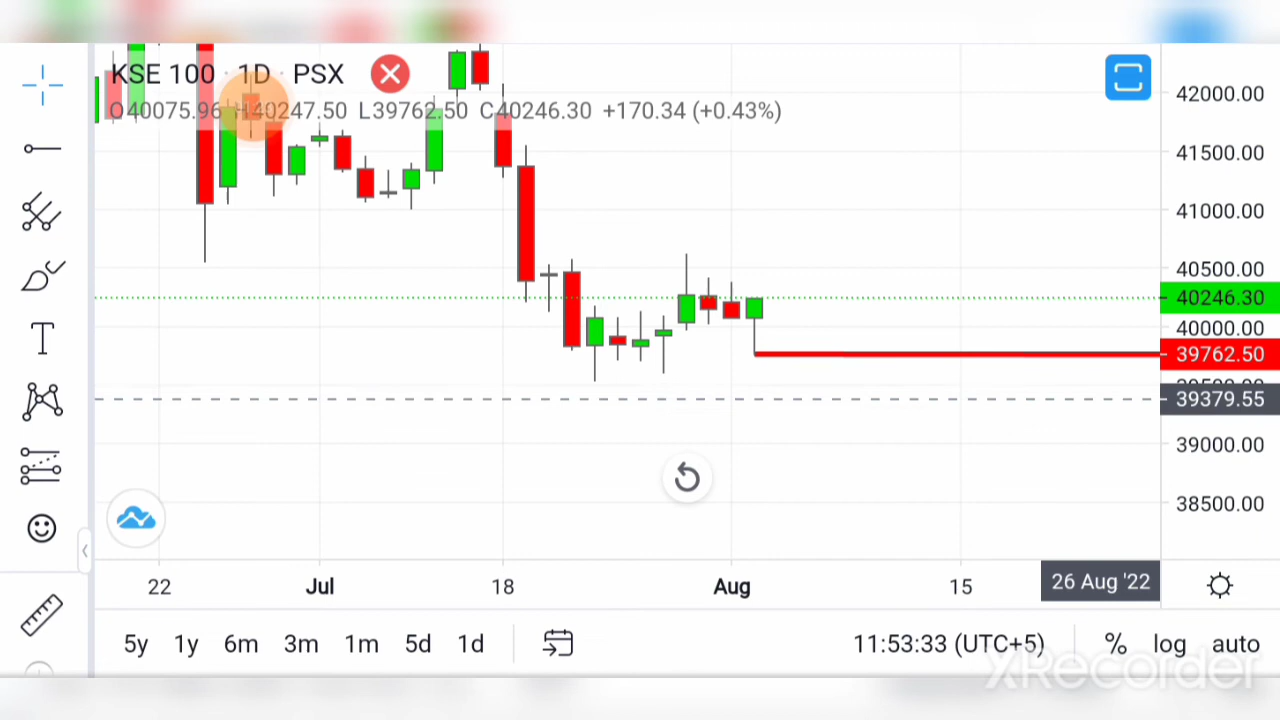 KSE 100 · 1D · PSX
O40075.96 H40247.50 L39762.50 C40246.30 +170.34 (+0.43%)
42000.00
41500.00
41000.00
40500.00
40246.30
40000.00
39762.50
39500.00
39379.55
39000.00
38500.00
T
22 Jul 18 Aug 15 26 Aug '22
5y 1y 6m 3m 1m 5d 1d 11:53:33 (UTC+5) % log auto
XRecorder